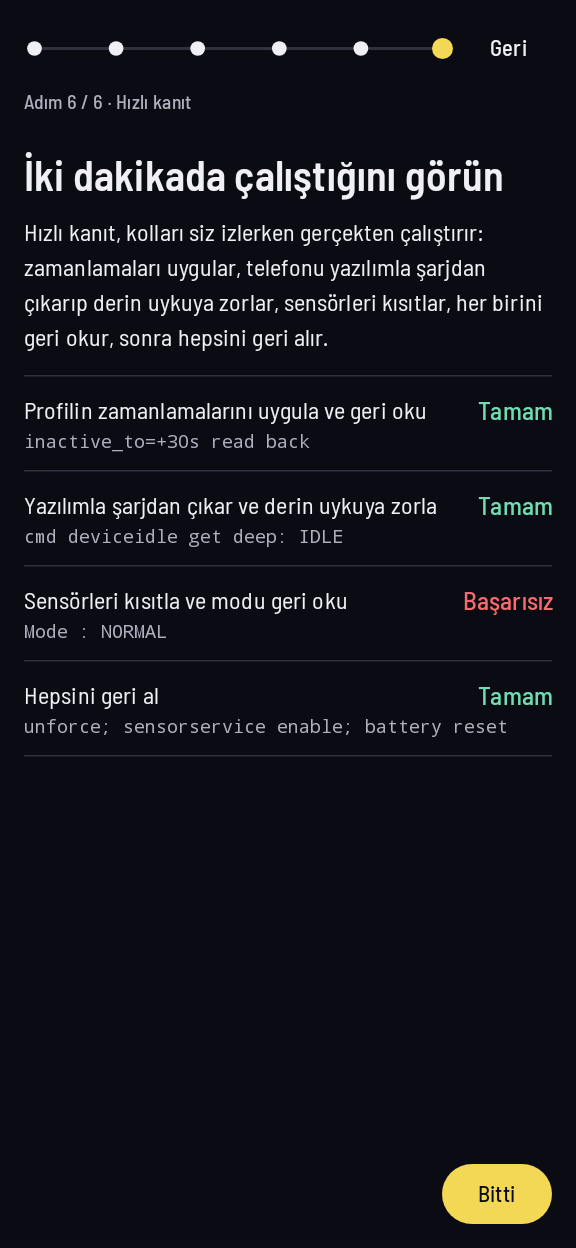 Geri
Adım 6 / 6 · Hızlı kanıt
İki dakikada çalıştığını görün
Hızlı kanıt, kolları siz izlerken gerçekten çalıştırır:
zamanlamaları uygular, telefonu yazılımla şarjdan
çıkarıp derin uykuya zorlar, sensörleri kısıtlar, her birini
geri okur, sonra hepsini geri alır.
Profilin zamanlamalarını uygula ve geri oku Tamam
inactive_to=+30s read back
Yazılımla şarjdan çıkar ve derin uykuya zorla Tamam
cmd deviceidle get deep: IDLE
Sensörleri kısıtla ve modu geri oku Başarısız
Mode : NORMAL
Hepsini geri al Tamam
unforce; sensorservice enable; battery reset
Bitti